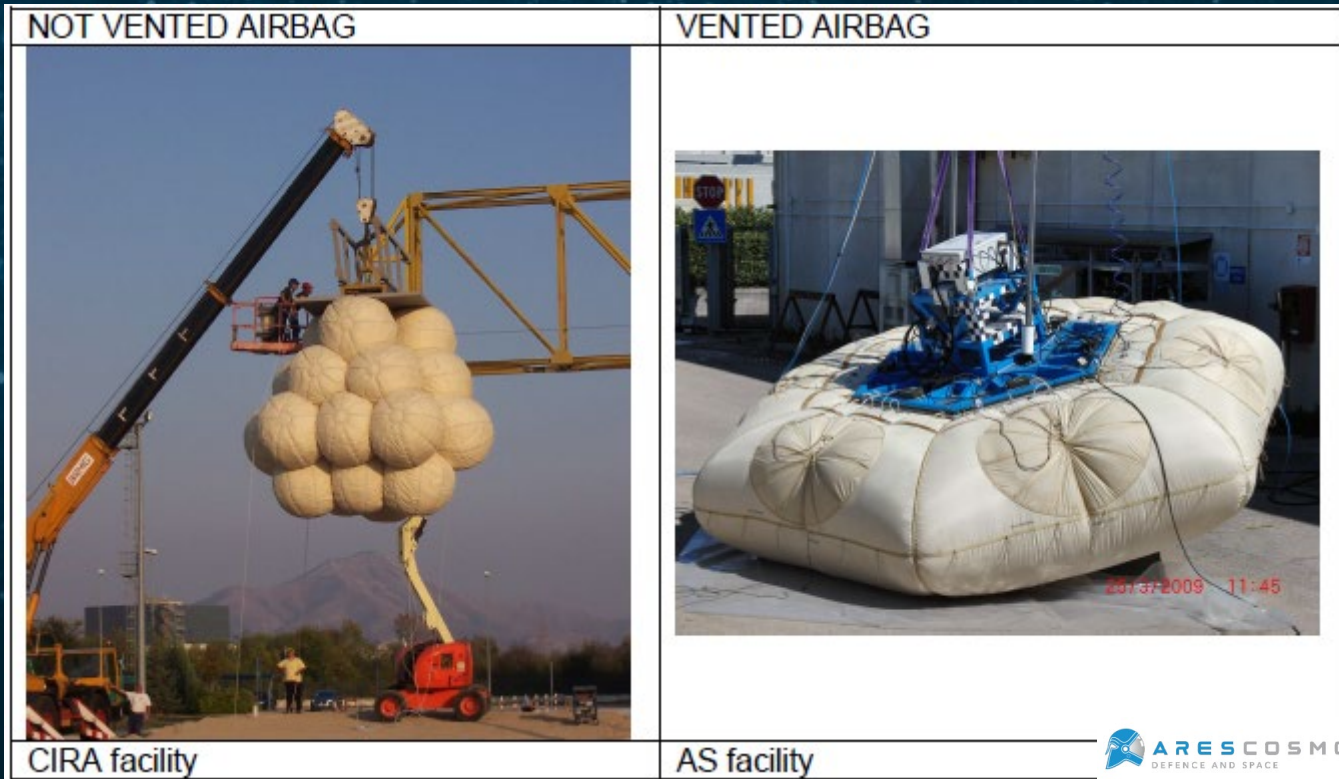 NOT VENTED AIRBAG
VENTED AIRBAG
STOP
25/3/2009 11:45
CIRA facility
AS facility
ARESCOSMO
DEFENCE AND SPACE